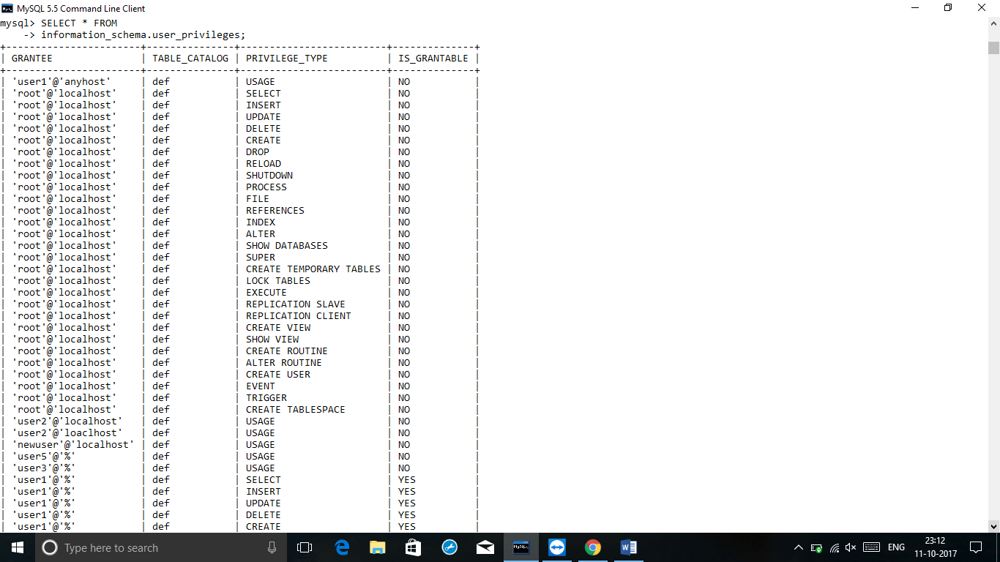 MySQL 5.5 Command Line Client
mysql> SELECT * FROM
    -> information_schema.user_privileges;
+-----------------------+---------------+-------------------------+--------------+
| GRANTEE               | TABLE_CATALOG | PRIVILEGE_TYPE          | IS_GRANTABLE |
+-----------------------+---------------+-------------------------+--------------+
| 'user1'@'anyhost'     | def           | USAGE                   | NO           |
| 'root'@'localhost'    | def           | SELECT                  | NO           |
| 'root'@'localhost'    | def           | INSERT                  | NO           |
| 'root'@'localhost'    | def           | UPDATE                  | NO           |
| 'root'@'localhost'    | def           | DELETE                  | NO           |
| 'root'@'localhost'    | def           | CREATE                  | NO           |
| 'root'@'localhost'    | def           | DROP                    | NO           |
| 'root'@'localhost'    | def           | RELOAD                  | NO           |
| 'root'@'localhost'    | def           | SHUTDOWN                | NO           |
| 'root'@'localhost'    | def           | PROCESS                 | NO           |
| 'root'@'localhost'    | def           | FILE                    | NO           |
| 'root'@'localhost'    | def           | REFERENCES              | NO           |
| 'root'@'localhost'    | def           | INDEX                   | NO           |
| 'root'@'localhost'    | def           | ALTER                   | NO           |
| 'root'@'localhost'    | def           | SHOW DATABASES          | NO           |
| 'root'@'localhost'    | def           | SUPER                   | NO           |
| 'root'@'localhost'    | def           | CREATE TEMPORARY TABLES | NO           |
| 'root'@'localhost'    | def           | LOCK TABLES             | NO           |
| 'root'@'localhost'    | def           | EXECUTE                 | NO           |
| 'root'@'localhost'    | def           | REPLICATION SLAVE       | NO           |
| 'root'@'localhost'    | def           | REPLICATION CLIENT      | NO           |
| 'root'@'localhost'    | def           | CREATE VIEW             | NO           |
| 'root'@'localhost'    | def           | SHOW VIEW               | NO           |
| 'root'@'localhost'    | def           | CREATE ROUTINE          | NO           |
| 'root'@'localhost'    | def           | ALTER ROUTINE           | NO           |
| 'root'@'localhost'    | def           | CREATE USER             | NO           |
| 'root'@'localhost'    | def           | EVENT                   | NO           |
| 'root'@'localhost'    | def           | TRIGGER                 | NO           |
| 'root'@'localhost'    | def           | CREATE TABLESPACE       | NO           |
| 'user2'@'localhost'   | def           | USAGE                   | NO           |
| 'user2'@'loaclhost'   | def           | USAGE                   | NO           |
| 'newuser'@'localhost' | def           | USAGE                   | NO           |
| 'user5'@'%'           | def           | USAGE                   | NO           |
| 'user3'@'%'           | def           | USAGE                   | NO           |
| 'user1'@'%'           | def           | SELECT                  | YES          |
| 'user1'@'%'           | def           | INSERT                  | YES          |
| 'user1'@'%'           | def           | UPDATE                  | YES          |
| 'user1'@'%'           | def           | DELETE                  | YES          |
| 'user1'@'%'           | def           | CREATE                  | YES          |
Type here to search
ENG
23:12
11-10-2017